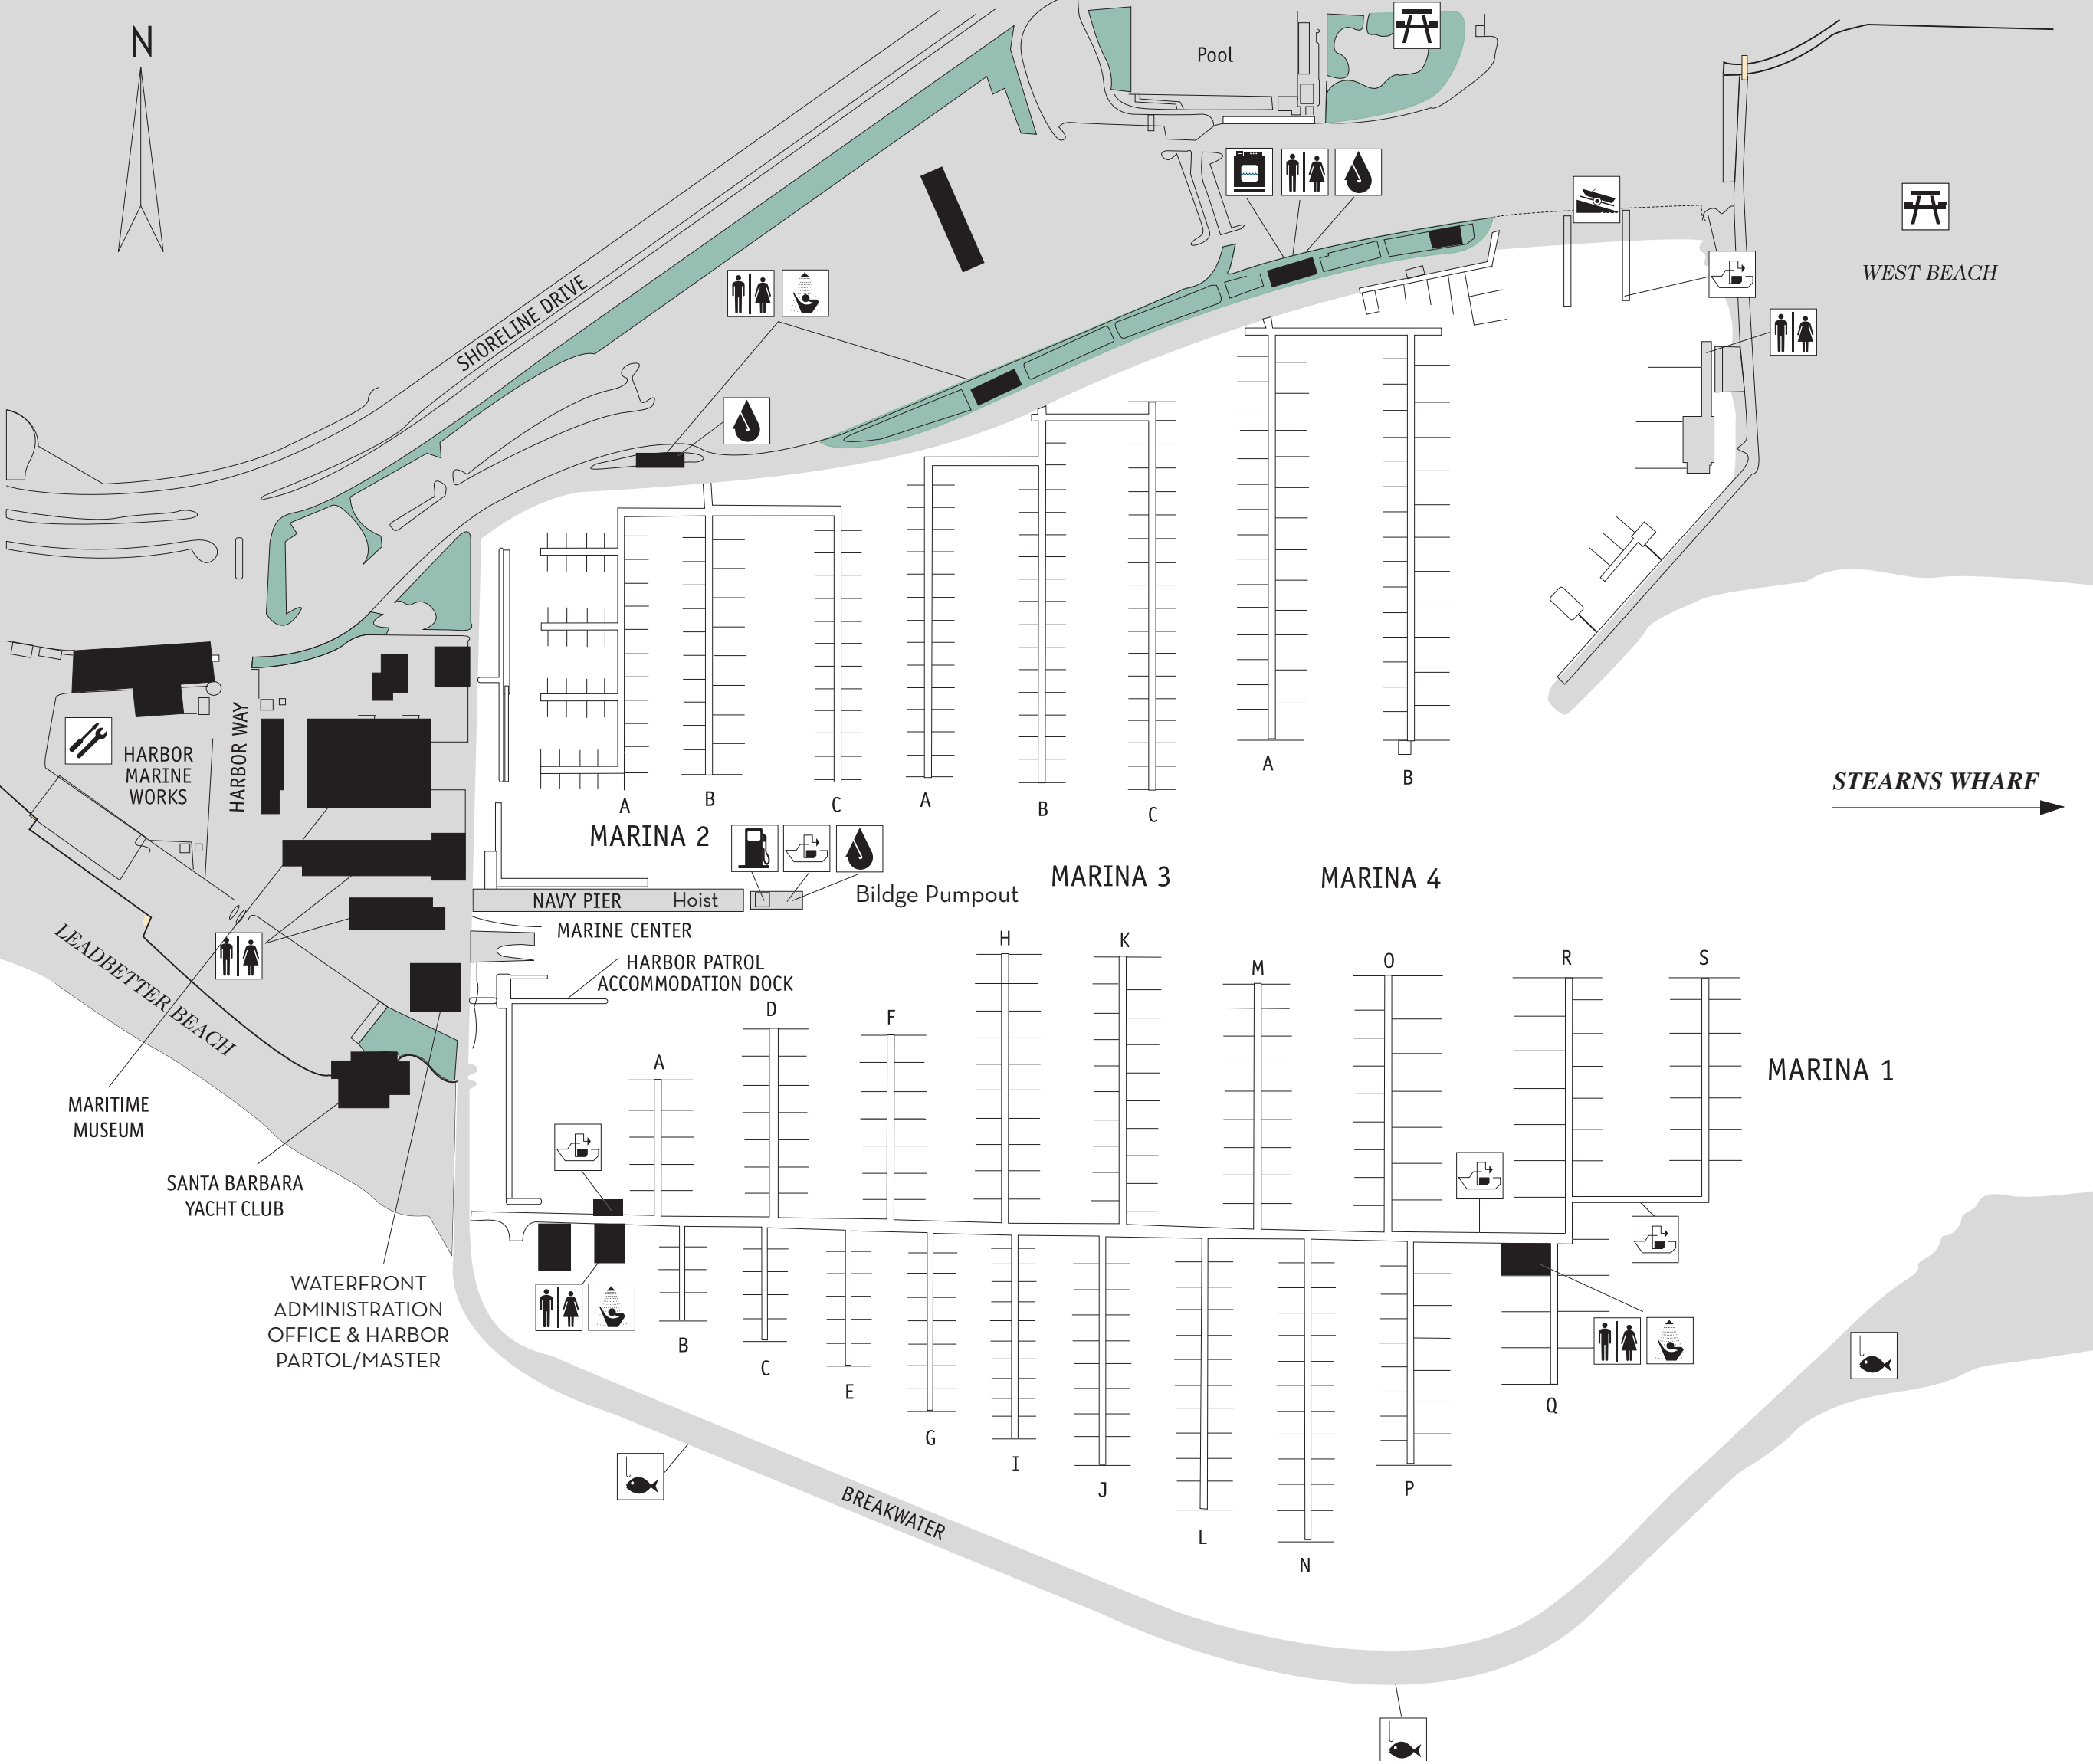 N
Pool
SHORELINE DRIVE
WEST BEACH
HARBOR
MARINE
WORKS
HARBOR WAY
STEARNS WHARF
A
B
C
A
B
C
A
B
MARINA 2
MARINA 3
MARINA 4
NAVY PIER
Hoist
Bildge Pumpout
MARINE CENTER
HARBOR PATROL
ACCOMMODATION DOCK
LEADBETTER BEACH
MARITIME
MUSEUM
SANTA BARBARA
YACHT CLUB
WATERFRONT
ADMINISTRATION
OFFICE & HARBOR
PARTOL/MASTER
A
D
F
H
K
M
O
R
S
MARINA 1
B
C
E
G
I
J
L
N
P
Q
BREAKWATER